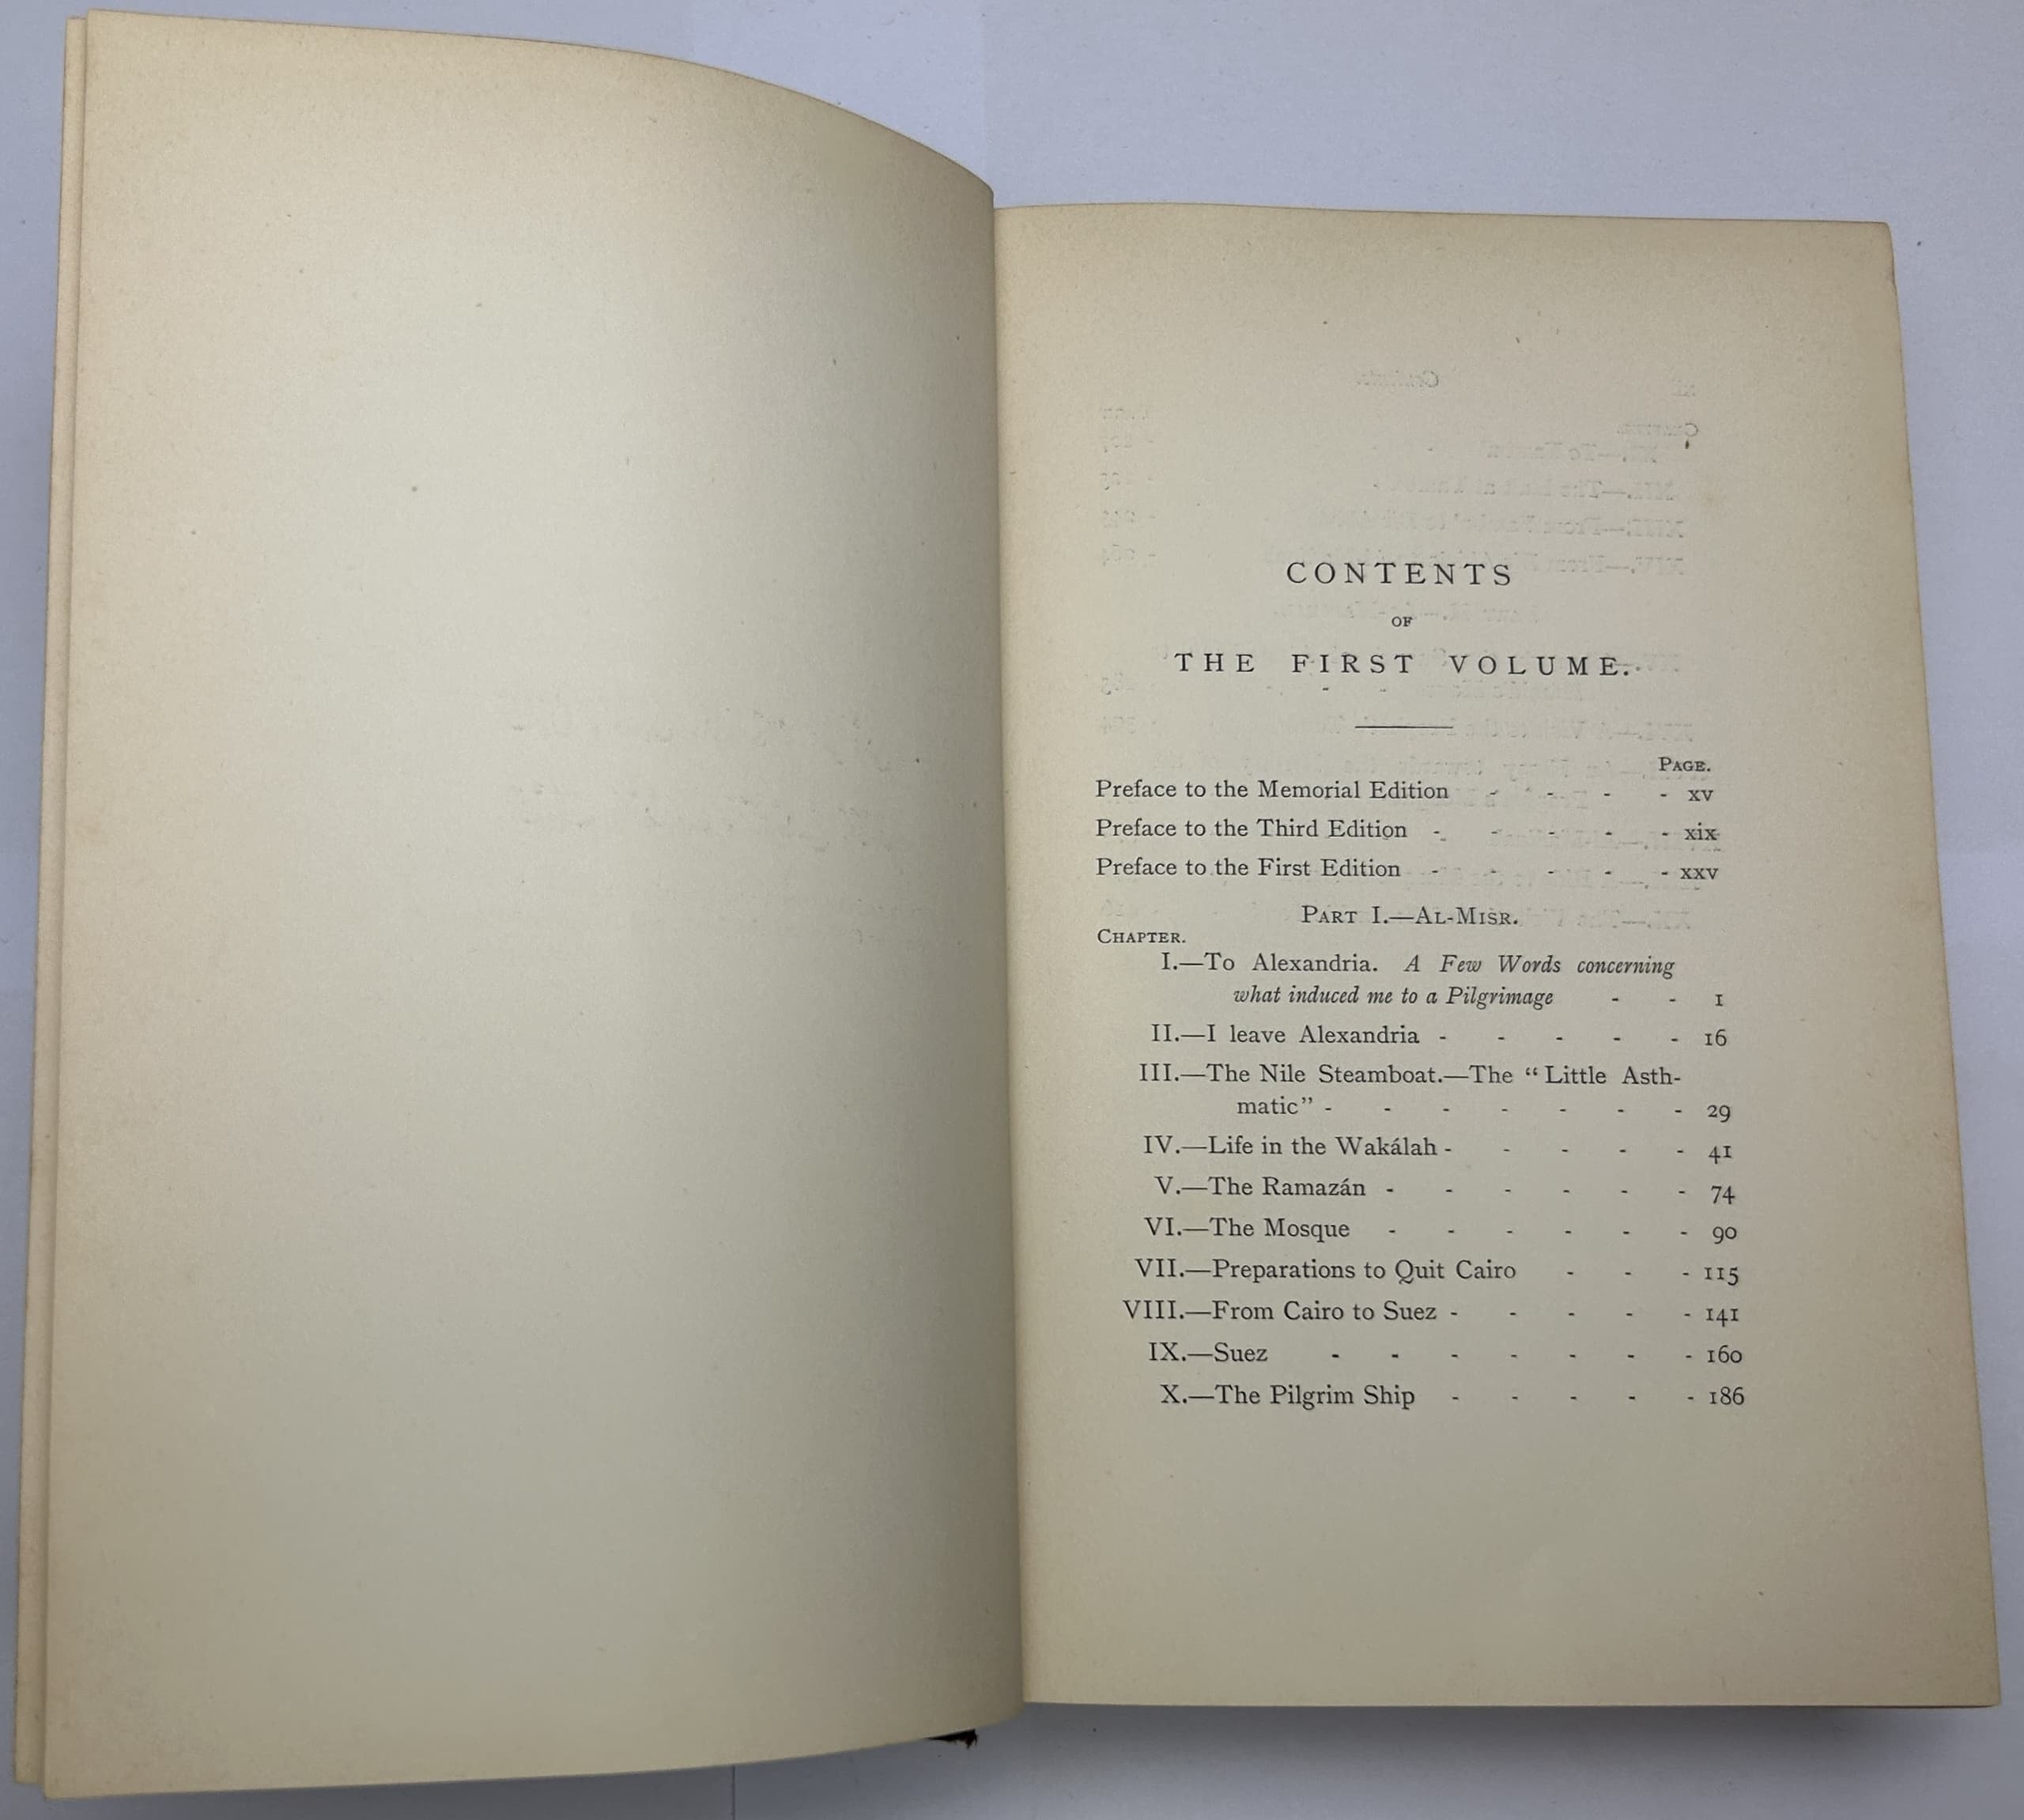 CONTENTS
OF
THE FIRST VOLUME.
PAGE.
Preface to the Memorial Edition - - - - xv
Preface to the Third Edition - - - - - xix
Preface to the First Edition - - - - - xxv
PART I.—AL-MISR.
CHAPTER.
I.—To Alexandria. A Few Words concerning
what induced me to a Pilgrimage - - 1
II.—I leave Alexandria - - - - - 16
III.—The Nile Steamboat.—The “Little Asth-
matic” - - - - - - - 29
IV.—Life in the Wakálah - - - - - 41
V.—The Ramazán - - - - - - 74
VI.—The Mosque - - - - - - 90
VII.—Preparations to Quit Cairo - - - 115
VIII.—From Cairo to Suez - - - - - 141
IX.—Suez - - - - - - - 160
X.—The Pilgrim Ship - - - - - 186